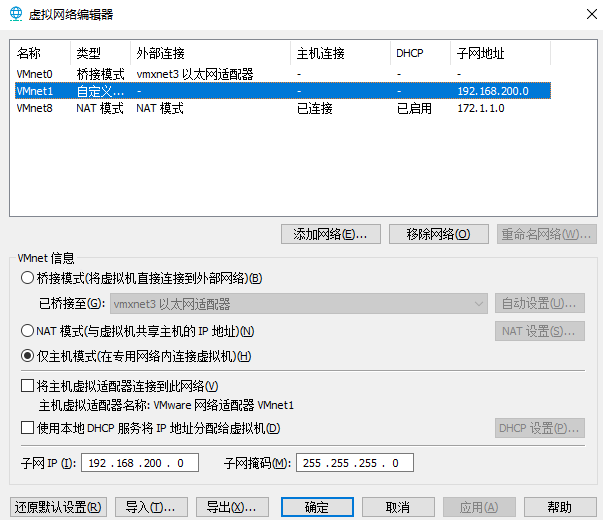 虚拟网络编辑器
名称 类型 外部连接 主机连接 DHCP 子网地址
VMnet0 桥接模式 vmxnet3 以太网适配器 - - -
VMnet1 自定义... - - - 192.168.200.0
VMnet8 NAT 模式 NAT 模式 已连接 已启用 172.1.1.0
添加网络(E)... 移除网络(O) 重命名网络(W)...
VMnet 信息
桥接模式(将虚拟机直接连接到外部网络)(B)
已桥接至(G): vmxnet3 以太网适配器 自动设置(U)...
NAT 模式(与虚拟机共享主机的 IP 地址)(N) NAT 设置(S)...
仅主机模式(在专用网络内连接虚拟机)(H)
将主机虚拟适配器连接到此网络(V)
主机虚拟适配器名称: VMware 网络适配器 VMnet1
使用本地 DHCP 服务将 IP 地址分配给虚拟机(D) DHCP 设置(P)...
子网 IP (I): 192 . 168 . 200 . 0 子网掩码(M): 255 . 255 . 255 . 0
还原默认设置(R) 导入(T)... 导出(X)... 确定 取消 应用(A) 帮助